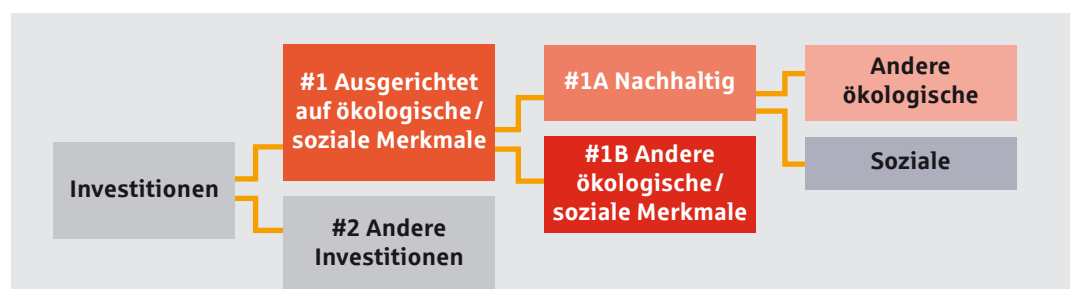 Investitionen
#1 Ausgerichtet
auf ökologische/
soziale Merkmale
#2 Andere
Investitionen
#1A Nachhaltig
#1B Andere
ökologische/
soziale Merkmale
Andere
ökologische
Soziale